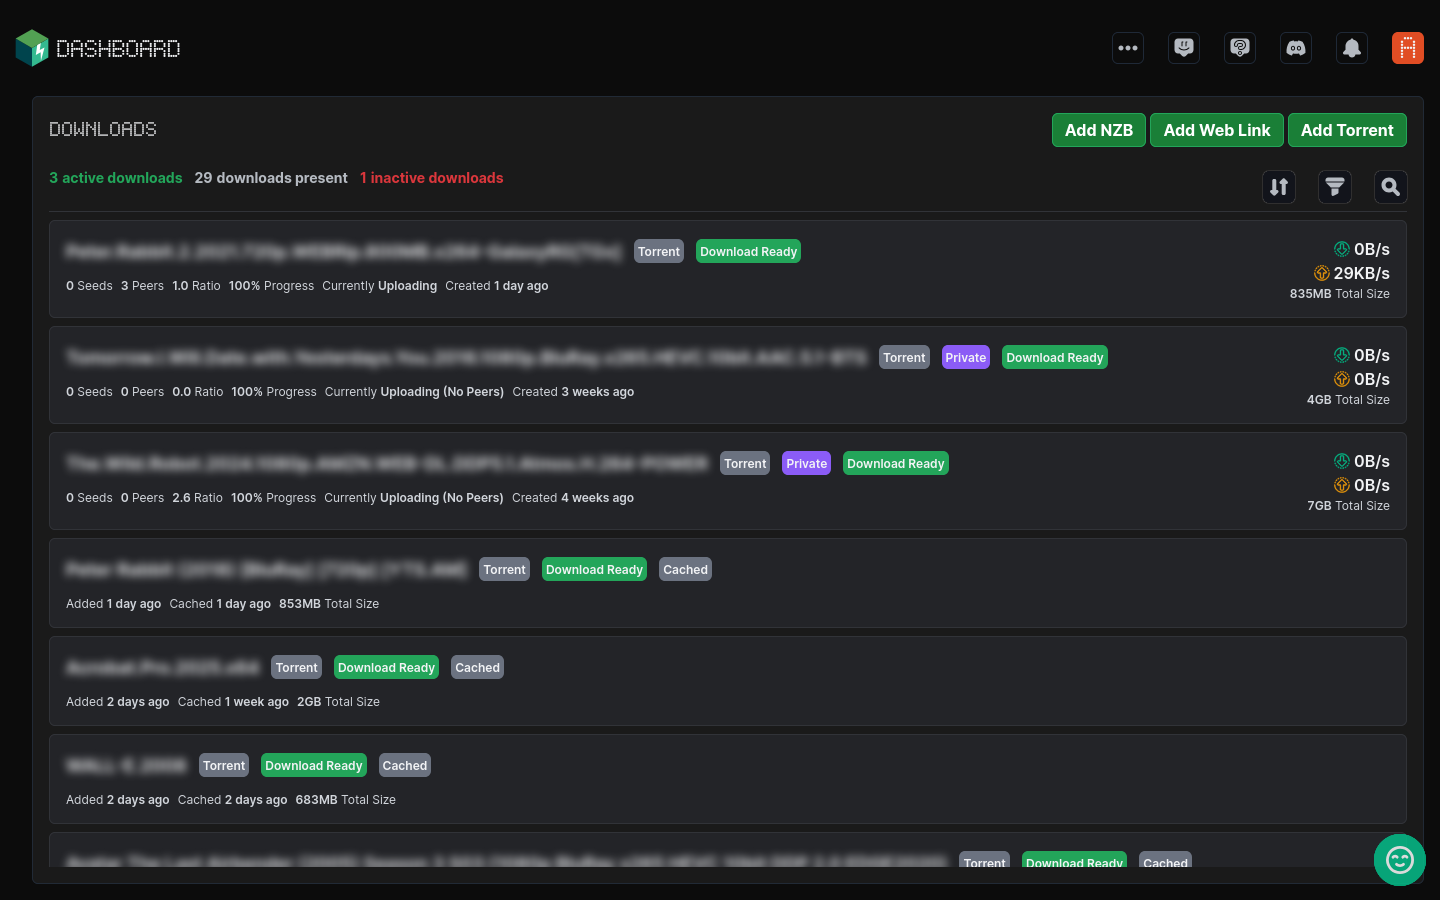 DASHBOARD
A
DOWNLOADS
Add NZB Add Web Link Add Torrent
3 active downloads 29 downloads present 1 inactive downloads
Torrent Download Ready
0B/s
29KB/s
0 Seeds 3 Peers 1.0 Ratio 100% Progress Currently Uploading Created 1 day ago
835MB Total Size
Torrent Private Download Ready
0B/s
0B/s
0 Seeds 0 Peers 0.0 Ratio 100% Progress Currently Uploading (No Peers) Created 3 weeks ago
4GB Total Size
Torrent Private Download Ready
0B/s
0B/s
0 Seeds 0 Peers 2.6 Ratio 100% Progress Currently Uploading (No Peers) Created 4 weeks ago
7GB Total Size
Torrent Download Ready Cached
Added 1 day ago Cached 1 day ago 853MB Total Size
Torrent Download Ready Cached
Added 2 days ago Cached 1 week ago 2GB Total Size
Torrent Download Ready Cached
Added 2 days ago Cached 2 days ago 683MB Total Size
Torrent Download Ready Cached